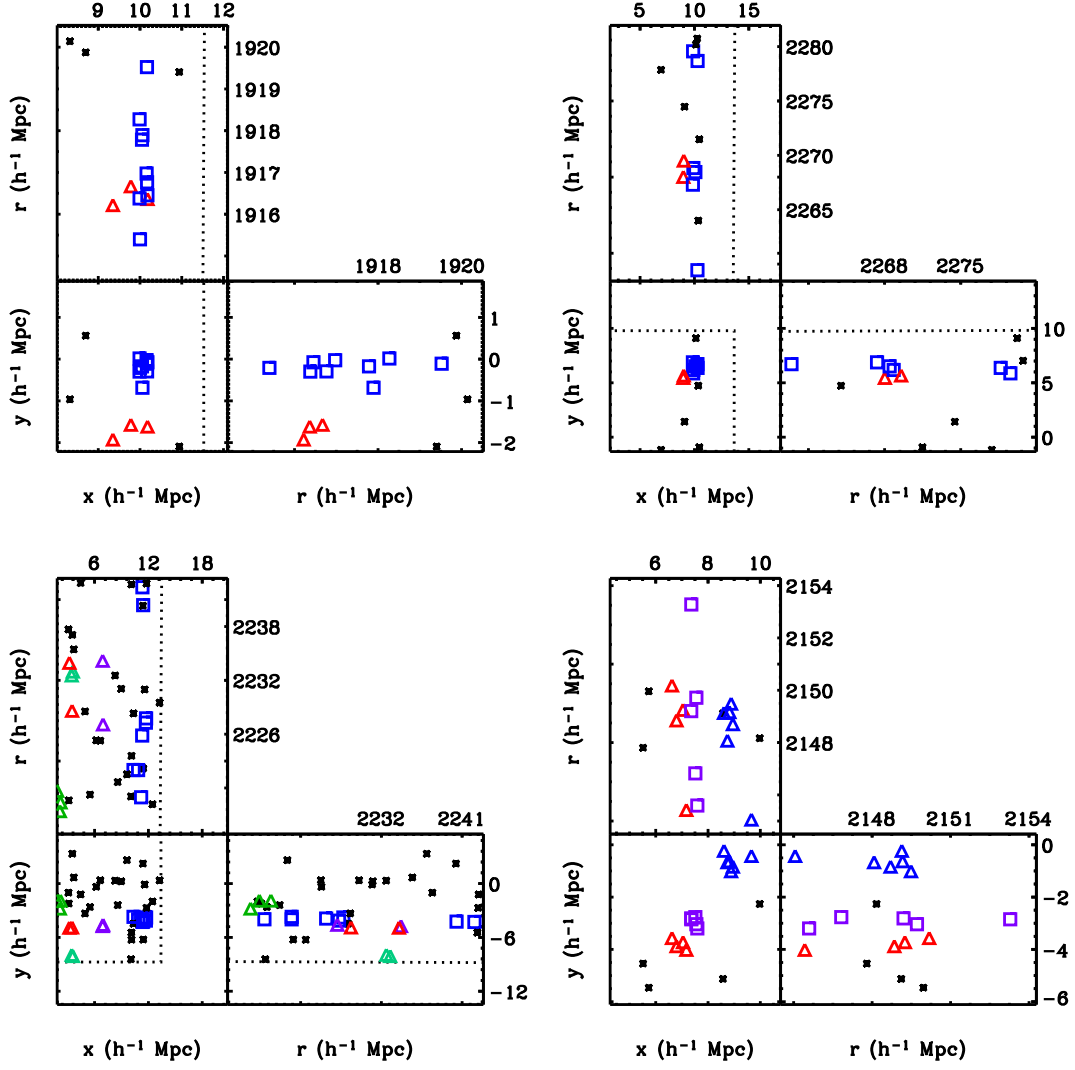 9 10 11 12
1920
1919
1918
1917
1916
r (h⁻¹ Mpc)
1918 1920
1
0
-1
-2
y (h⁻¹ Mpc)
x (h⁻¹ Mpc)
r (h⁻¹ Mpc)
5 10 15
2280
2275
2270
2265
r (h⁻¹ Mpc)
2268 2275
10
5
0
y (h⁻¹ Mpc)
x (h⁻¹ Mpc)
r (h⁻¹ Mpc)
6 12 18
2238
2232
2226
r (h⁻¹ Mpc)
2232 2241
0
-6
-12
y (h⁻¹ Mpc)
x (h⁻¹ Mpc)
r (h⁻¹ Mpc)
6 8 10
2154
2152
2150
2148
r (h⁻¹ Mpc)
2148 2151 2154
0
-2
-4
-6
y (h⁻¹ Mpc)
x (h⁻¹ Mpc)
r (h⁻¹ Mpc)